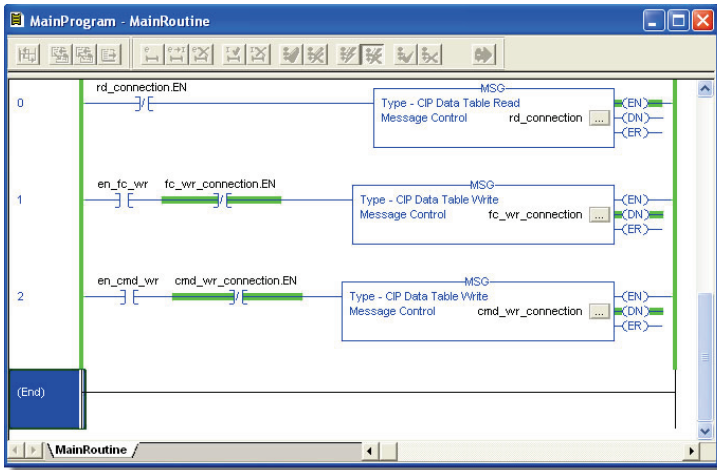 MainProgram - MainRoutine
rd_connection.EN
MSG
0
Type - CIP Data Table Read
Message Control rd_connection ...
(EN)
(DN)
(ER)
en_fc_wr fc_wr_connection.EN
MSG
1
Type - CIP Data Table Write
Message Control fc_wr_connection ...
(EN)
(DN)
(ER)
en_cmd_wr cmd_wr_connection.EN
MSG
2
Type - CIP Data Table Write
Message Control cmd_wr_connection ...
(EN)
(DN)
(ER)
(End)
MainRoutine